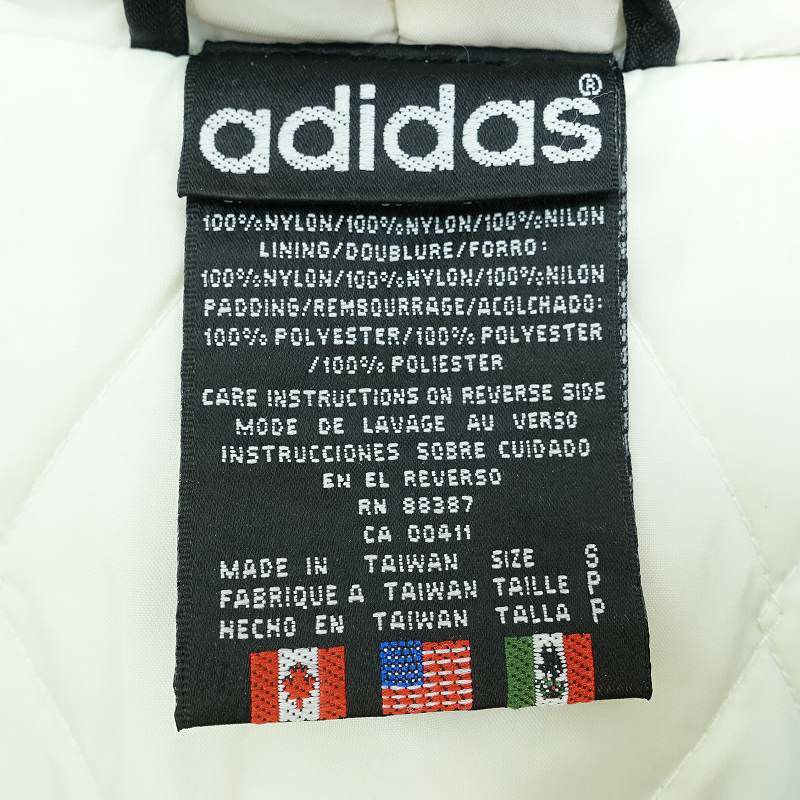 adidas®
100%NYLON/100%NYLON/100%NILON
LINING/DOUBLURE/FORRO:
100%NYLON/100%NYLON/100%NILON
PADDING/REMBOURRAGE/ACOLCHADO:
100% POLYESTER/100% POLYESTER
/100% POLIESTER
CARE INSTRUCTIONS ON REVERSE SIDE
MODE DE LAVAGE AU VERSO
INSTRUCCIONES SOBRE CUIDADO
EN EL REVERSO
RN 88387
CA 00411
MADE IN TAIWAN SIZE S
FABRIQUE A TAIWAN TAILLE P
HECHO EN TAIWAN TALLA P